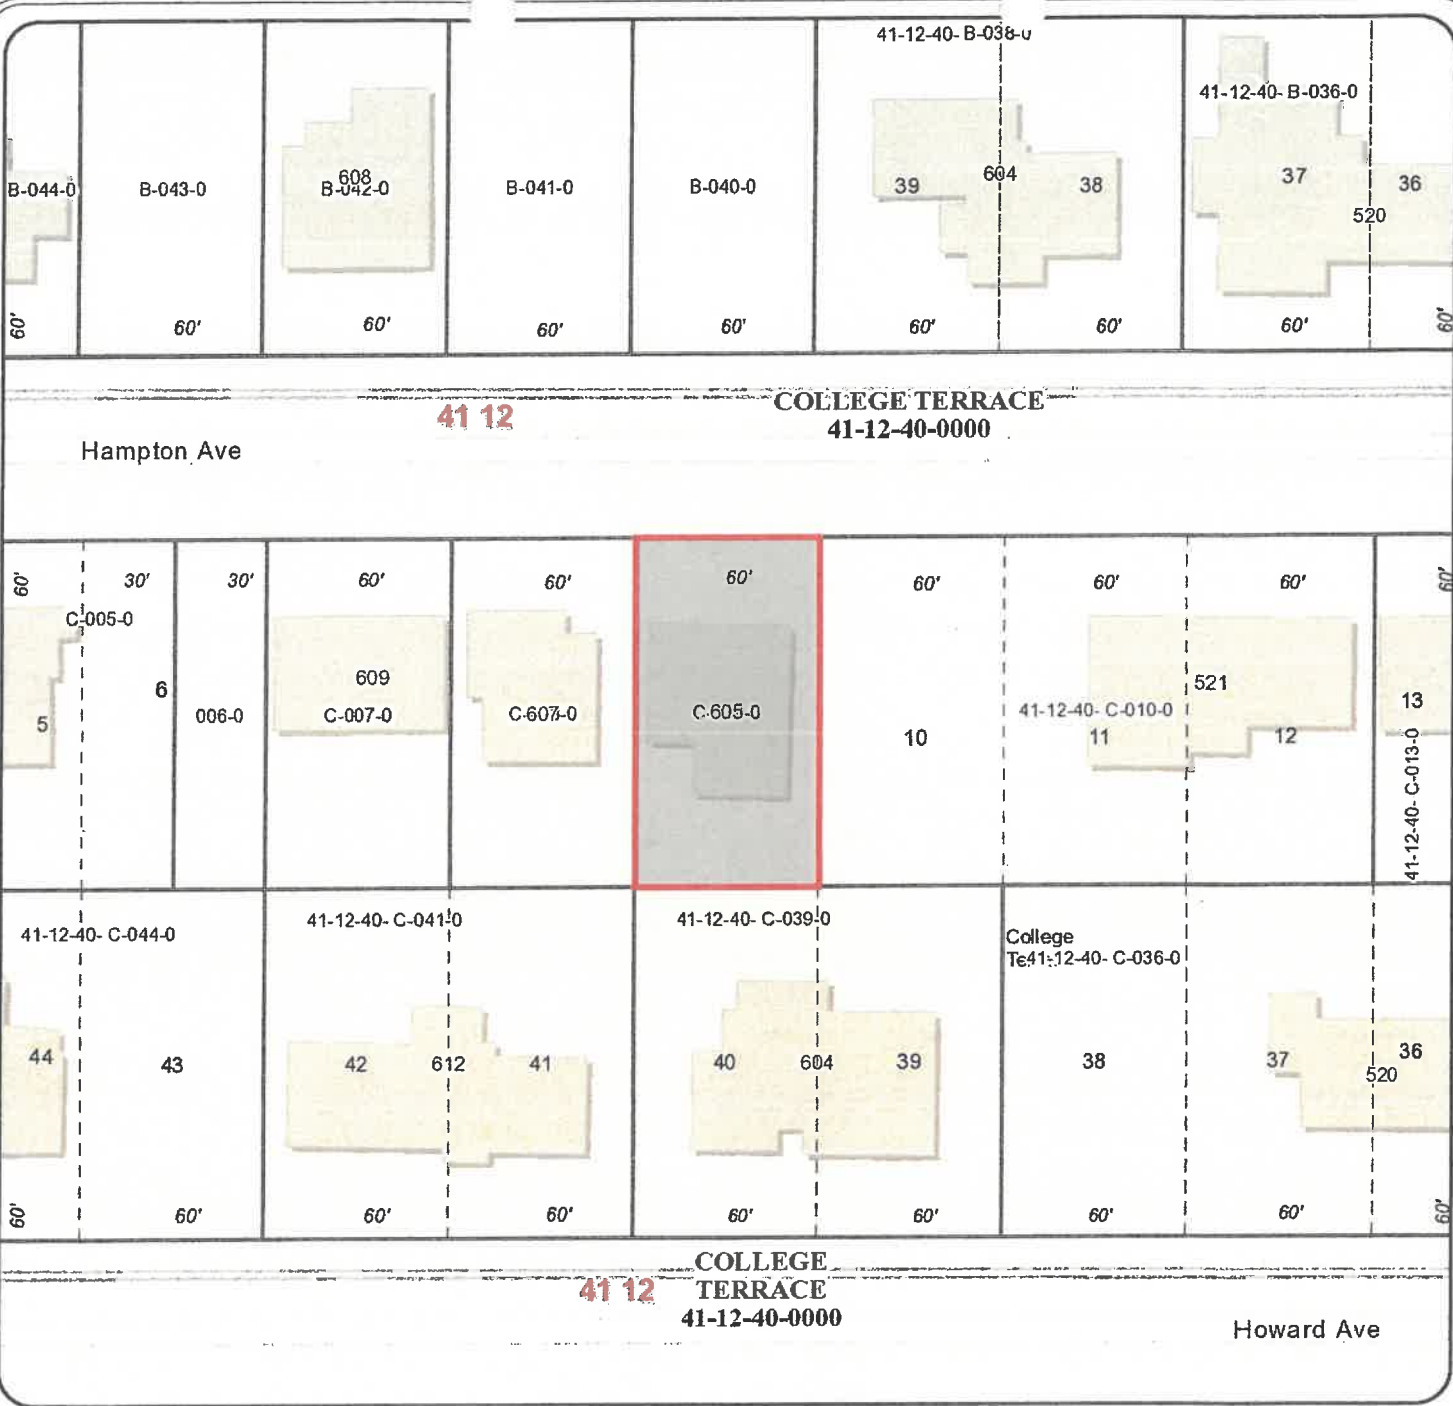 41-12-40- B-038-0
41-12-40- B-036-0
B-044-0
B-043-0
608
B-042-0
B-041-0
B-040-0
39
604
38
37
36
520
60'
60'
60'
60'
60'
60'
60'
60'
60'
41 12
COLLEGE TERRACE
41-12-40-0000
Hampton Ave
60'
30'
30'
60'
60'
60'
60'
60'
60'
60'
C-005-0
5
6
006-0
609
C-007-0
C-607-0
C-605-0
10
41-12-40- C-010-0
11
521
12
13
41-12-40- C-013-0
41-12-40- C-044-0
41-12-40- C-041-0
41-12-40- C-039-0
College
41-12-40- C-036-0
44
43
42
612
41
40
604
39
38
37
36
520
60'
60'
60'
60'
60'
60'
60'
60'
60'
COLLEGE
41 12
TERRACE
41-12-40-0000
Howard Ave